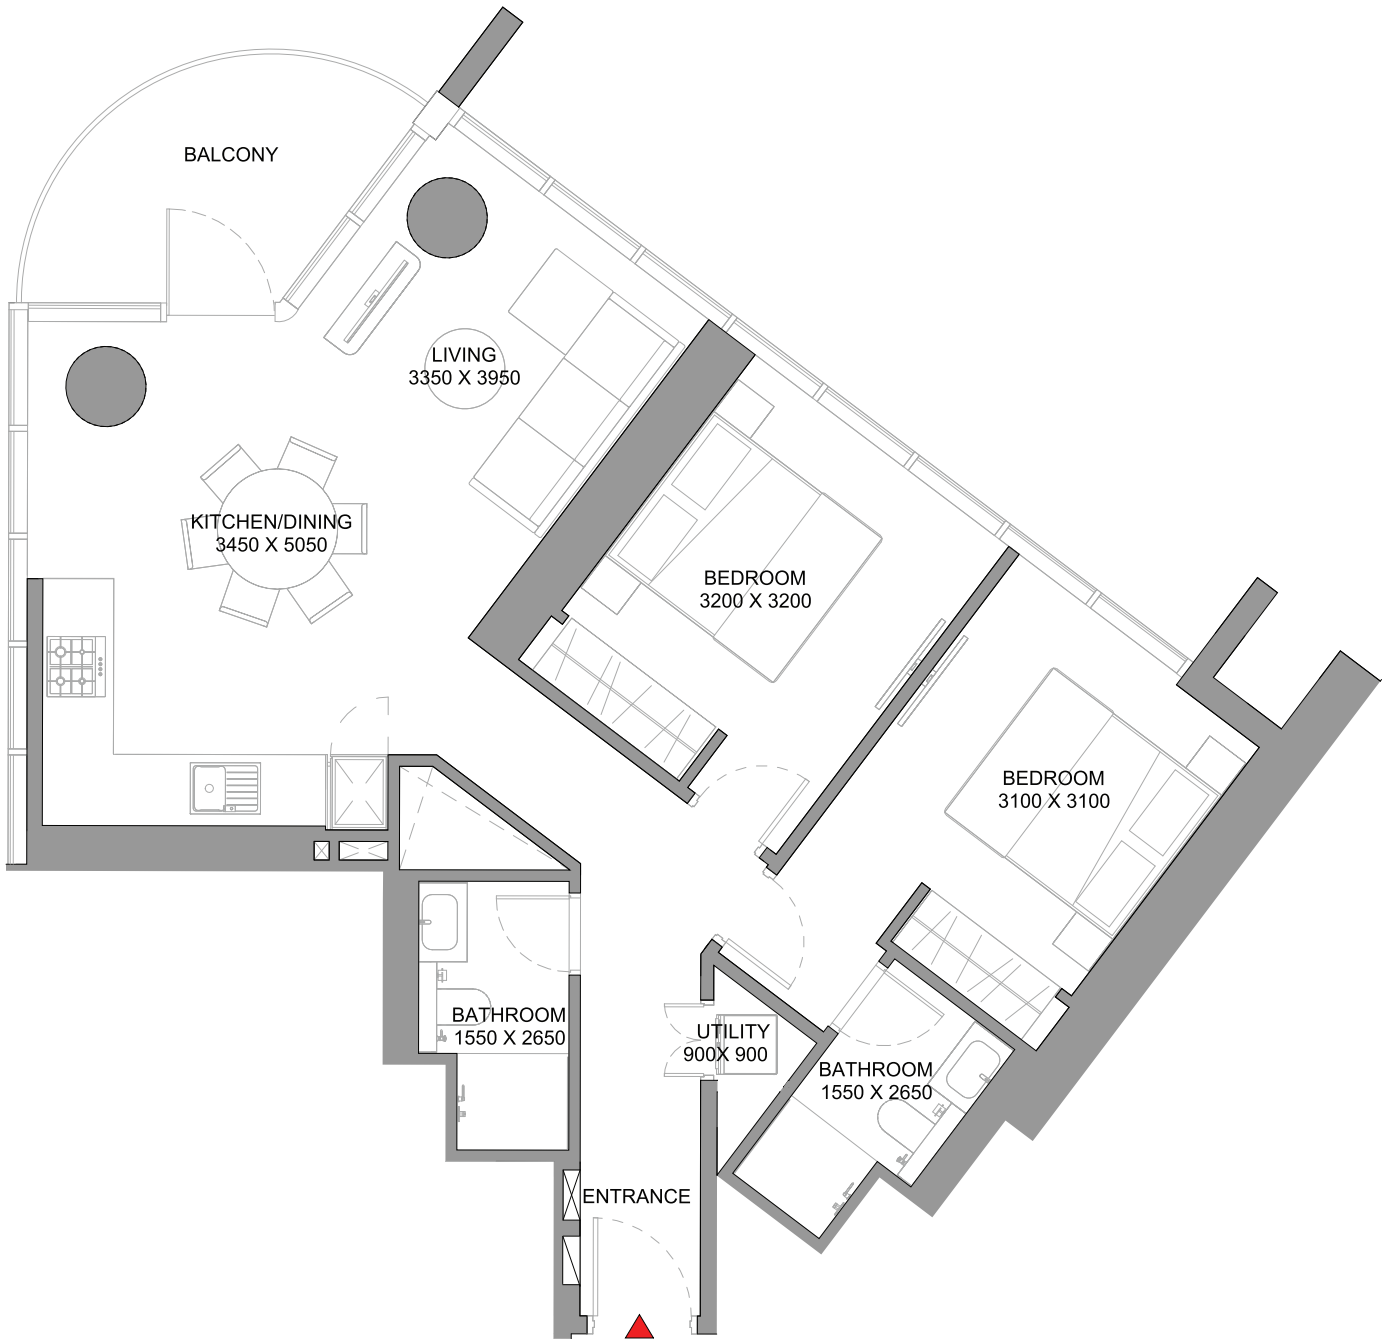 BALCONY
LIVING
3350 X 3950
KITCHEN/DINING
3450 X 5050
BEDROOM
3200 X 3200
BEDROOM
3100 X 3100
BATHROOM
1550 X 2650
UTILITY
900X 900
BATHROOM
1550 X 2650
ENTRANCE